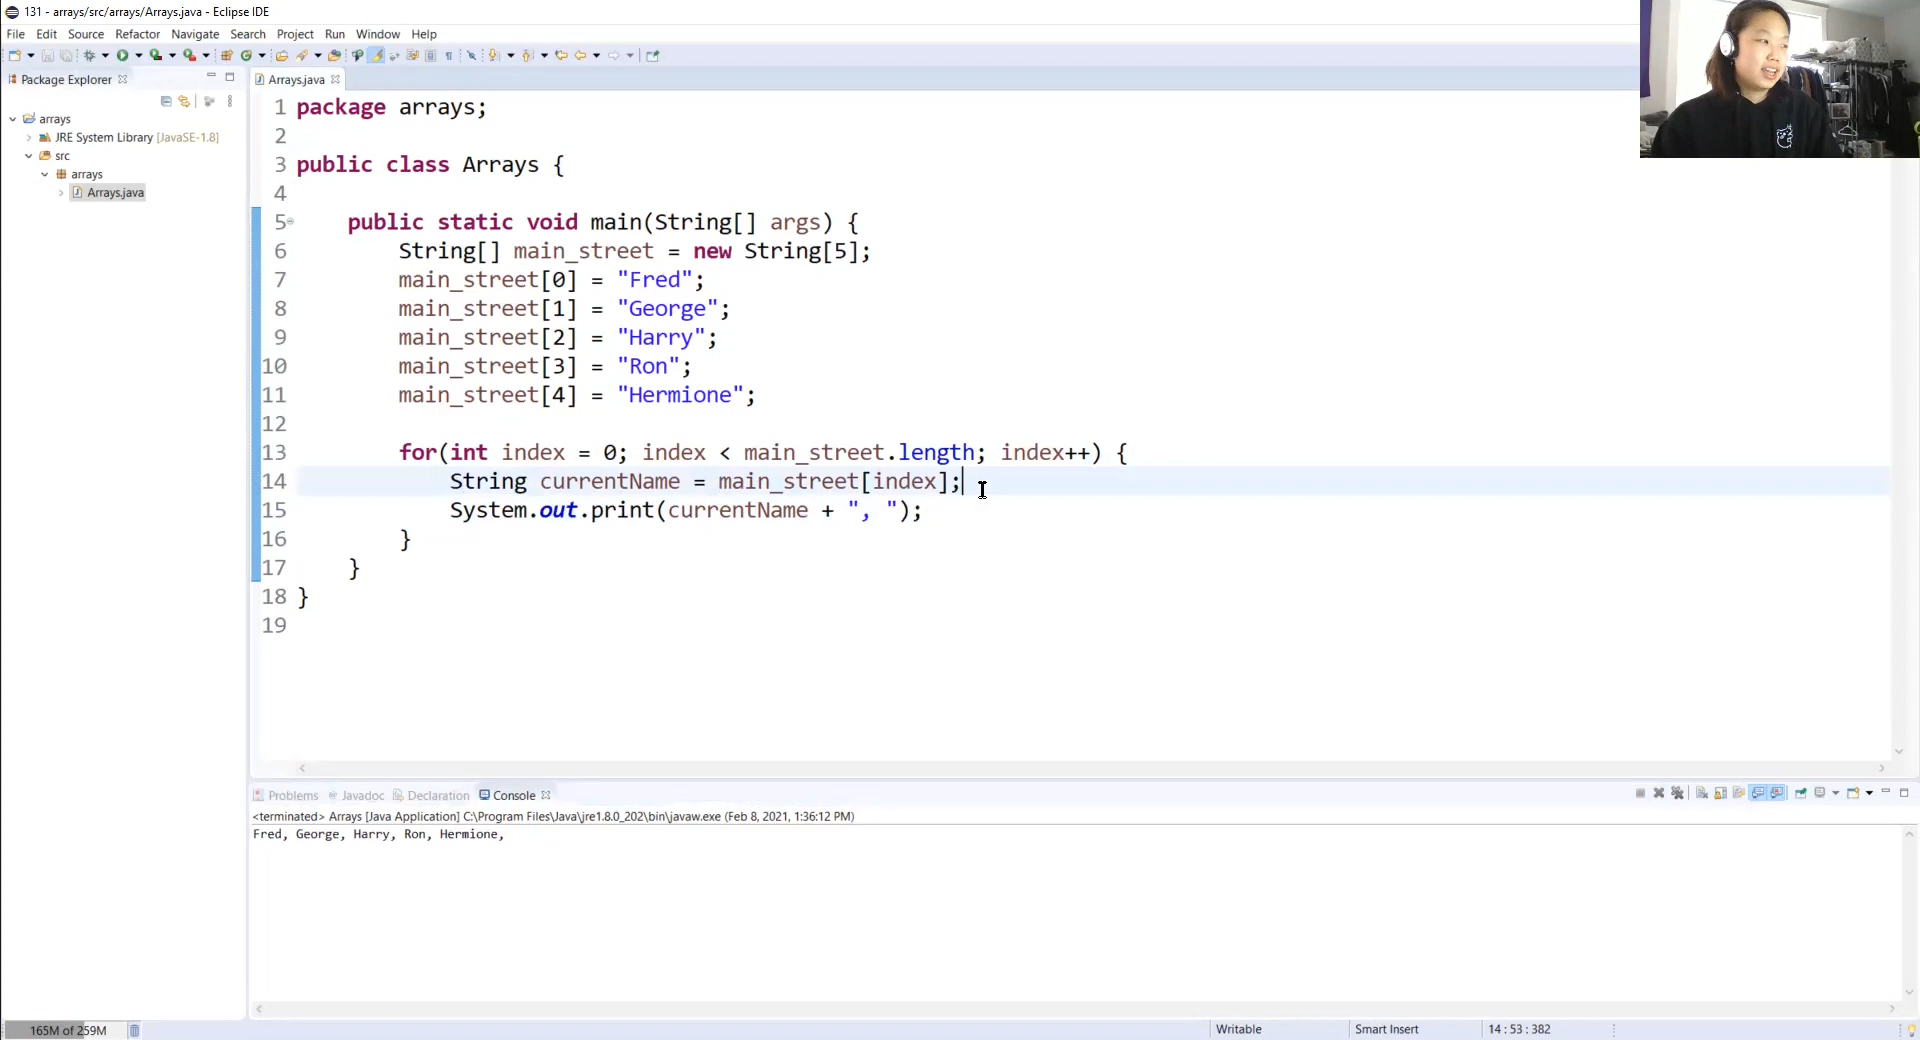 131 - arrays/src/arrays/Arrays.java - Eclipse IDE
File Edit Source Refactor Navigate Search Project Run Window Help
Package Explorer
Arrays.java
arrays
JRE System Library [JavaSE-1.8]
src
arrays
Arrays.java
1 package arrays;
2
3 public class Arrays {
4
5 public static void main(String[] args) {
6 String[] main_street = new String[5];
7 main_street[0] = "Fred";
8 main_street[1] = "George";
9 main_street[2] = "Harry";
10 main_street[3] = "Ron";
11 main_street[4] = "Hermione";
12
13 for(int index = 0; index < main_street.length; index++) {
14 String currentName = main_street[index];
15 System.out.print(currentName + ", ");
16 }
17 }
18 }
19
Problems Javadoc Declaration Console
<terminated> Arrays [Java Application] C:\Program Files\Java\jre1.8.0_202\bin\javaw.exe (Feb 8, 2021, 1:36:12 PM)
Fred, George, Harry, Ron, Hermione,
165M of 259M Writable Smart Insert 14 : 53 : 382